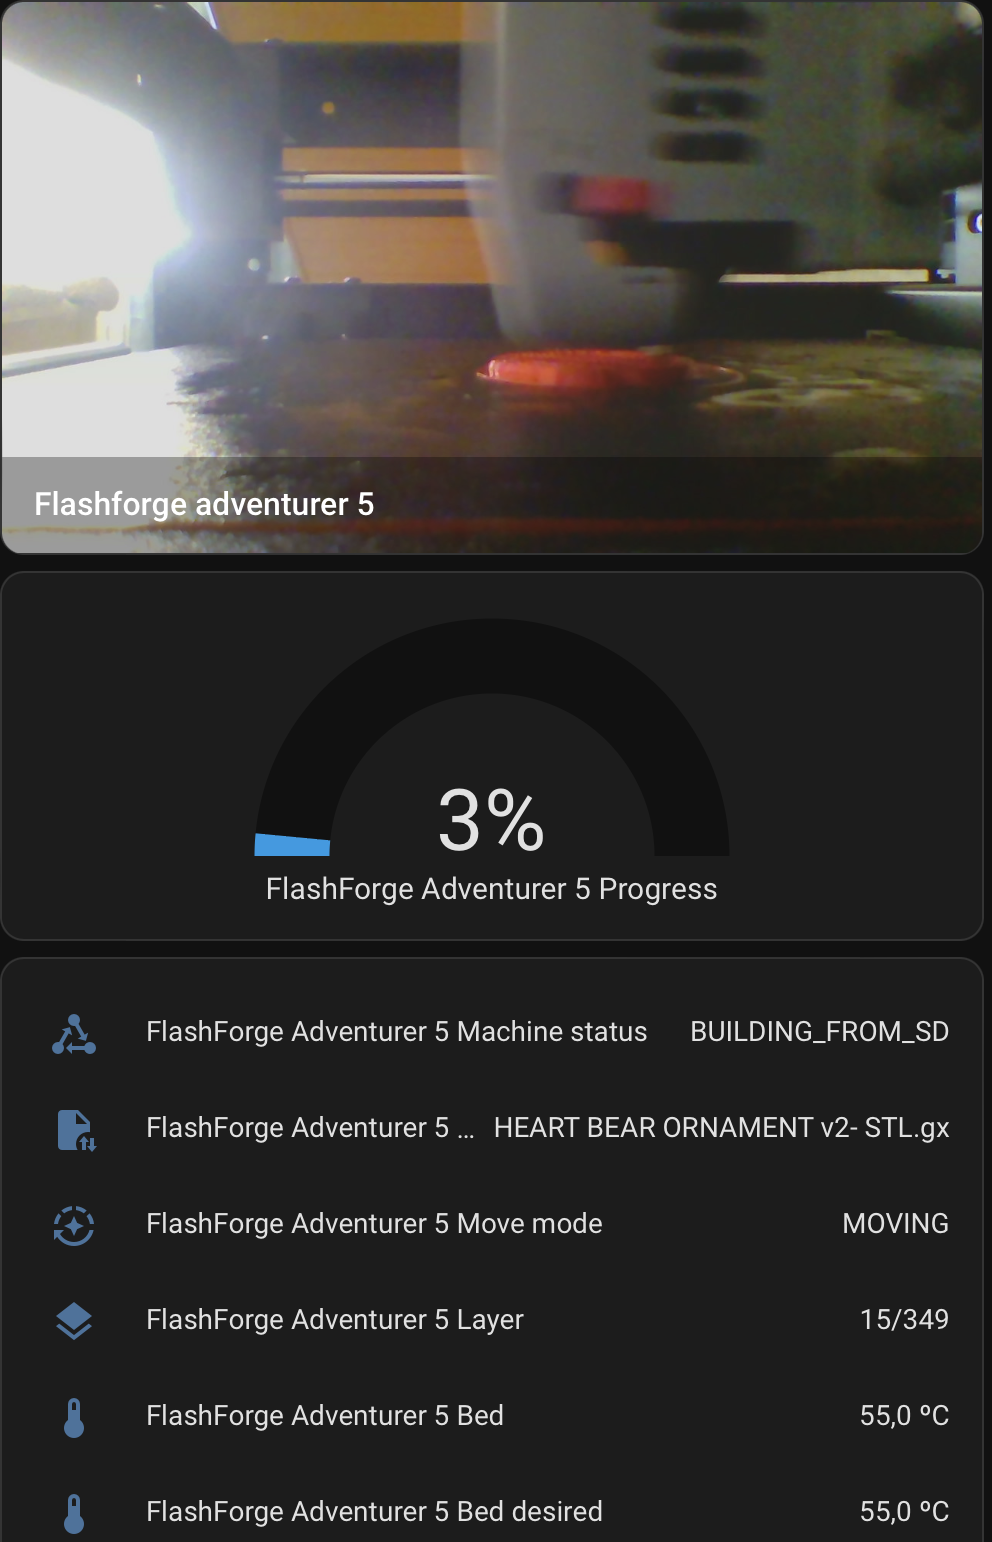 Flashforge adventurer 5
3%
FlashForge Adventurer 5 Progress
FlashForge Adventurer 5 Machine status BUILDING_FROM_SD
FlashForge Adventurer 5 ... HEART BEAR ORNAMENT v2- STL.gx
FlashForge Adventurer 5 Move mode MOVING
FlashForge Adventurer 5 Layer 15/349
FlashForge Adventurer 5 Bed 55,0 ºC
FlashForge Adventurer 5 Bed desired 55,0 ºC